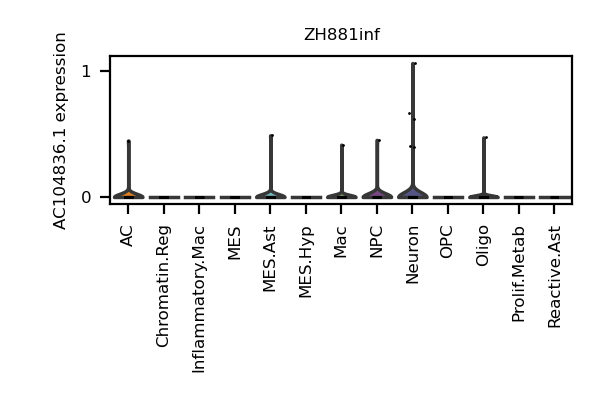 ZH881inf
AC104836.1 expression
1
0
AC
Chromatin.Reg
Inflammatory.Mac
MES
MES.Ast
MES.Hyp
Mac
NPC
Neuron
OPC
Oligo
Prolif.Metab
Reactive.Ast